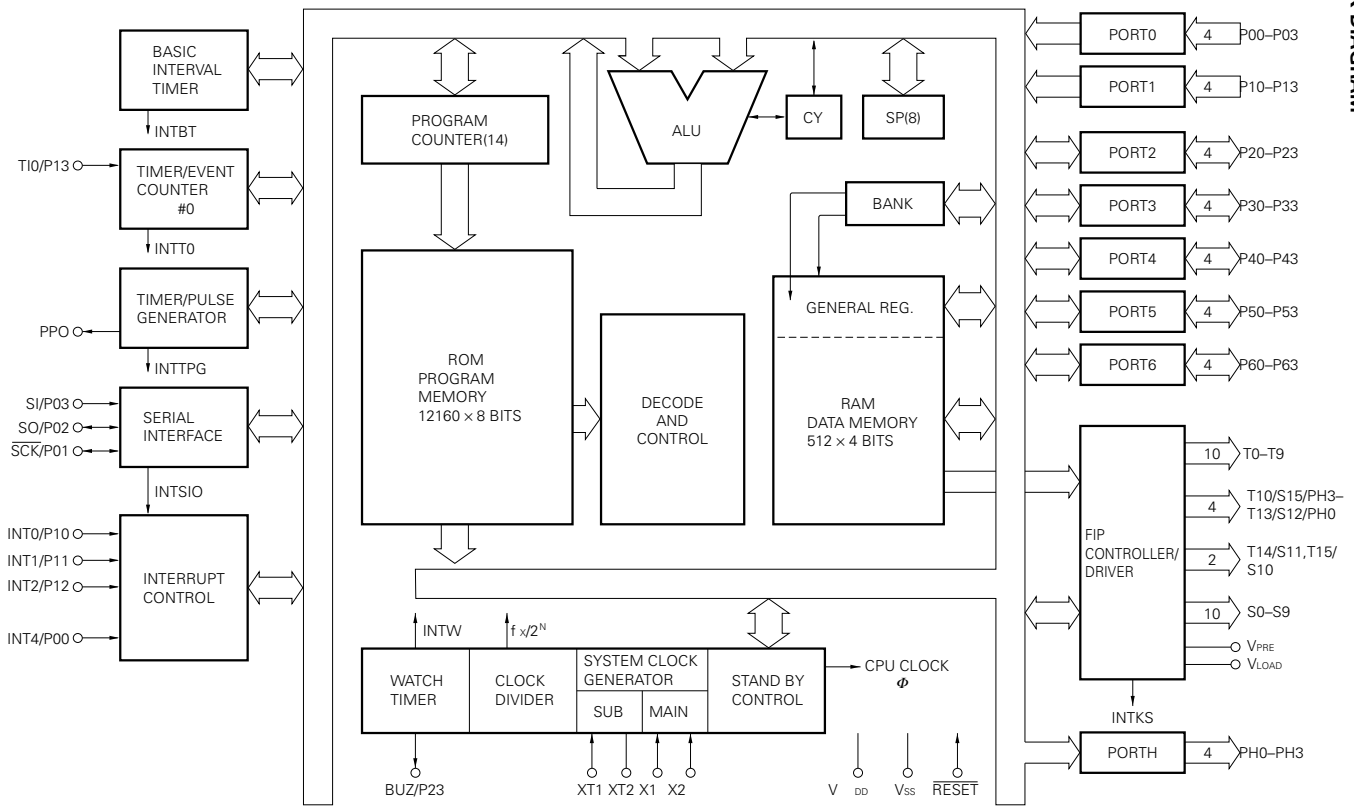 BASIC
INTERVAL
TIMER
INTBT
TI0/P13
TIMER/EVENT
COUNTER
#0
INTT0
TIMER/PULSE
GENERATOR
PPO
INTTPG
SI/P03
SO/P02
SCK/P01
SERIAL
INTERFACE
INTSIO
INT0/P10
INT1/P11
INT2/P12
INT4/P00
INTERRUPT
CONTROL
PROGRAM
COUNTER(14)
ALU
CY
SP(8)
BANK
GENERAL REG.
ROM
PROGRAM
MEMORY
12160 × 8 BITS
DECODE
AND
CONTROL
RAM
DATA MEMORY
512 × 4 BITS
INTW
f X/2N
WATCH
TIMER
CLOCK
DIVIDER
SYSTEM CLOCK
GENERATOR
SUB
MAIN
STAND BY
CONTROL
CPU CLOCK
Φ
BUZ/P23
XT1 XT2 X1 X2
V DD
VSS
RESET
PORT0 4 P00–P03
PORT1 4 P10–P13
PORT2 4 P20–P23
PORT3 4 P30–P33
PORT4 4 P40–P43
PORT5 4 P50–P53
PORT6 4 P60–P63
FIP
CONTROLLER/
DRIVER
10 T0–T9
4 T10/S15/PH3–
T13/S12/PH0
2 T14/S11,T15/
S10
10 S0–S9
VPRE
VLOAD
INTKS
PORTH 4 PH0–PH3